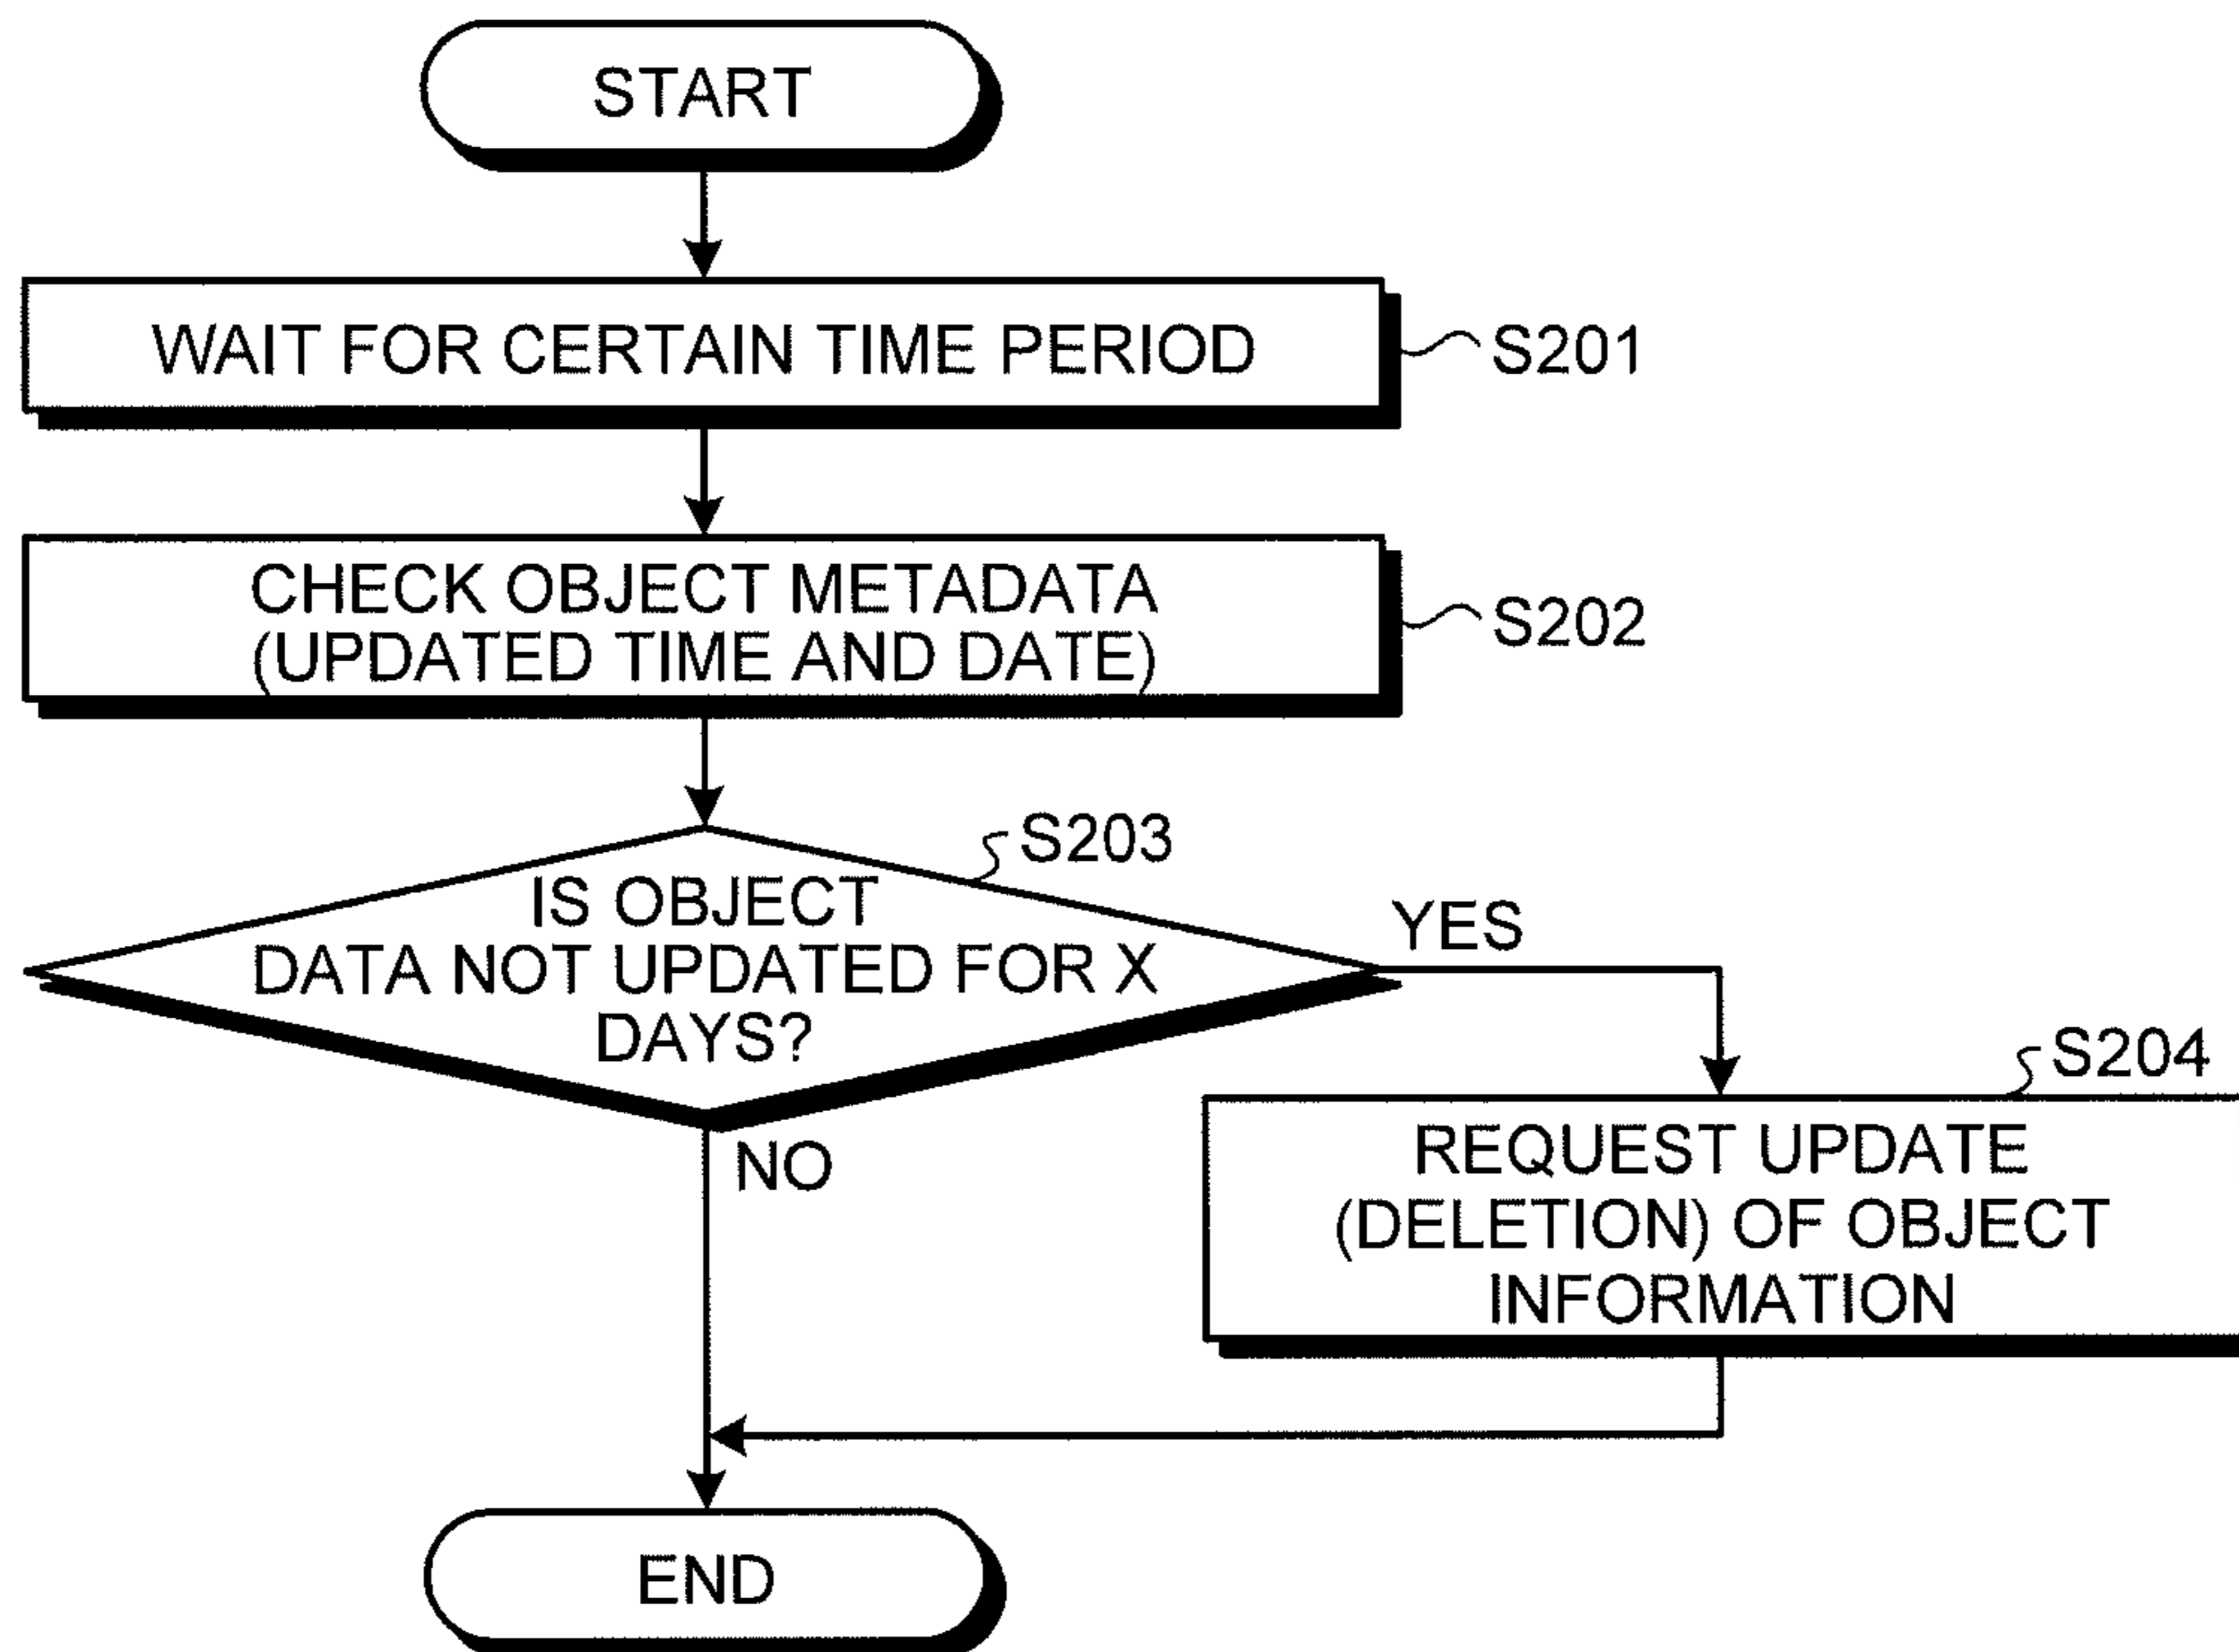 START
WAIT FOR CERTAIN TIME PERIOD
S201
CHECK OBJECT METADATA
(UPDATED TIME AND DATE)
S202
S203
IS OBJECT
DATA NOT UPDATED FOR X
DAYS?
YES
NO
S204
REQUEST UPDATE
(DELETION) OF OBJECT
INFORMATION
END